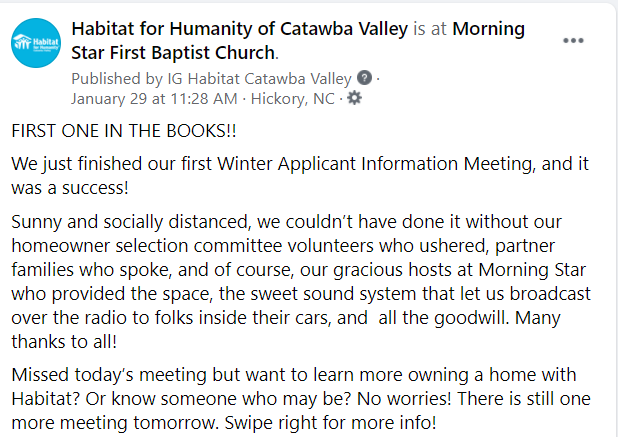 Habitat for Humanity of Catawba Valley is at Morning
Star First Baptist Church.
Published by IG Habitat Catawba Valley ? ·
January 29 at 11:28 AM · Hickory, NC ·
Habitat
for Humanity
FIRST ONE IN THE BOOKS!!
We just finished our first Winter Applicant Information Meeting, and it
was a success!
Sunny and socially distanced, we couldn't have done it without our
homeowner selection committee volunteers who ushered, partner
families who spoke, and of course, our gracious hosts at Morning Star
who provided the space, the sweet sound system that let us broadcast
over the radio to folks inside their cars, and  all the goodwill. Many
thanks to all!
Missed today's meeting but want to learn more owning a home with
Habitat? Or know someone who may be? No worries! There is still one
more meeting tomorrow. Swipe right for more info!